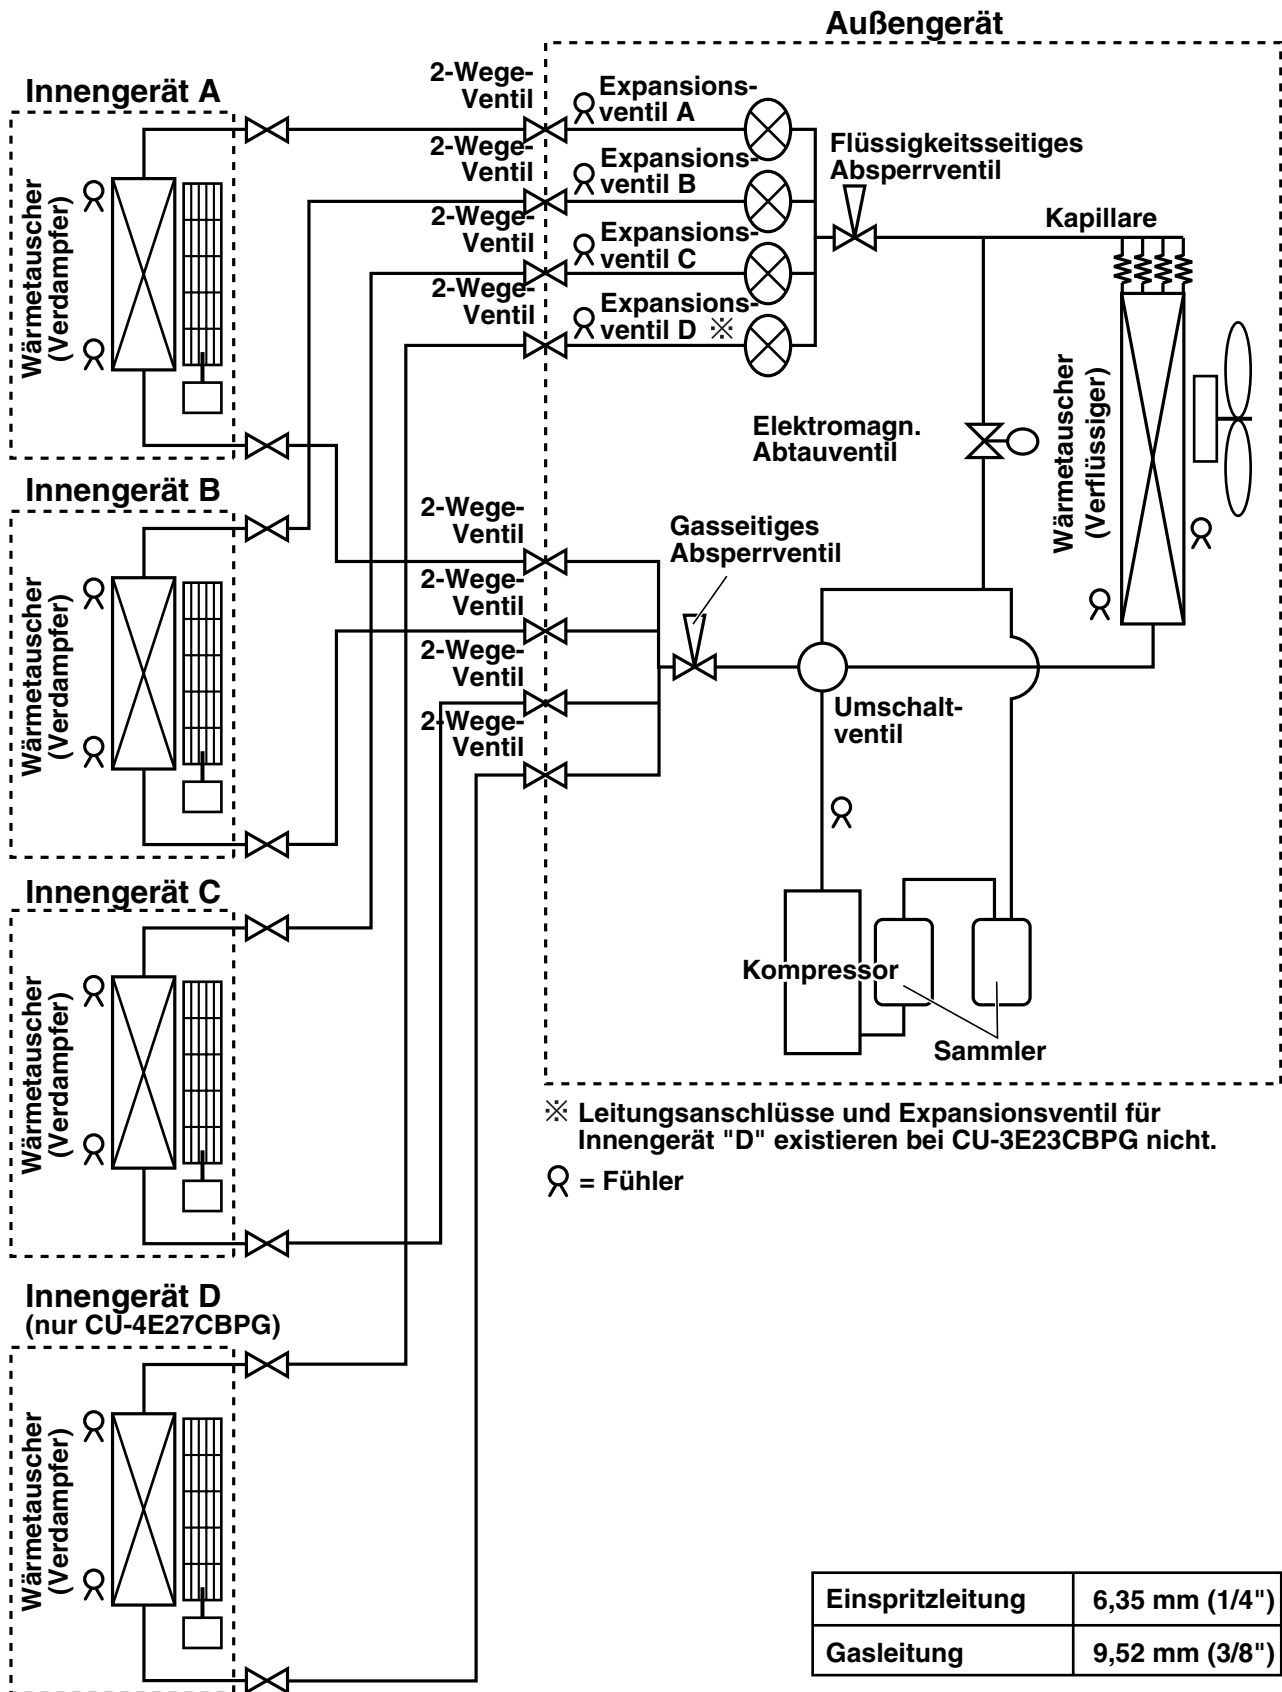 Außengerät
Innengerät A
2-Wege-
Ventil
Expansions-
ventil A
2-Wege-
Ventil
Expansions-
ventil B
2-Wege-
Ventil
Expansions-
ventil C
2-Wege-
Ventil
Expansions-
ventil D ※
Flüssigkeitsseitiges
Absperrventil
Kapillare
Wärmetauscher
(Verdampfer)
Elektromagn.
Abtauventil
Wärmetauscher
(Verflüssiger)
Innengerät B
2-Wege-
Ventil
Gasseitiges
Absperrventil
2-Wege-
Ventil
2-Wege-
Ventil
2-Wege-
Ventil
Umschalt-
ventil
Wärmetauscher
(Verdampfer)
Innengerät C
Wärmetauscher
(Verdampfer)
Kompressor
Sammler
※ Leitungsanschlüsse und Expansionsventil für
Innengerät "D" existieren bei CU-3E23CBPG nicht.
= Fühler
Innengerät D
(nur CU-4E27CBPG)
Wärmetauscher
(Verdampfer)
Einspritzleitung 6,35 mm (1/4")
Gasleitung 9,52 mm (3/8")